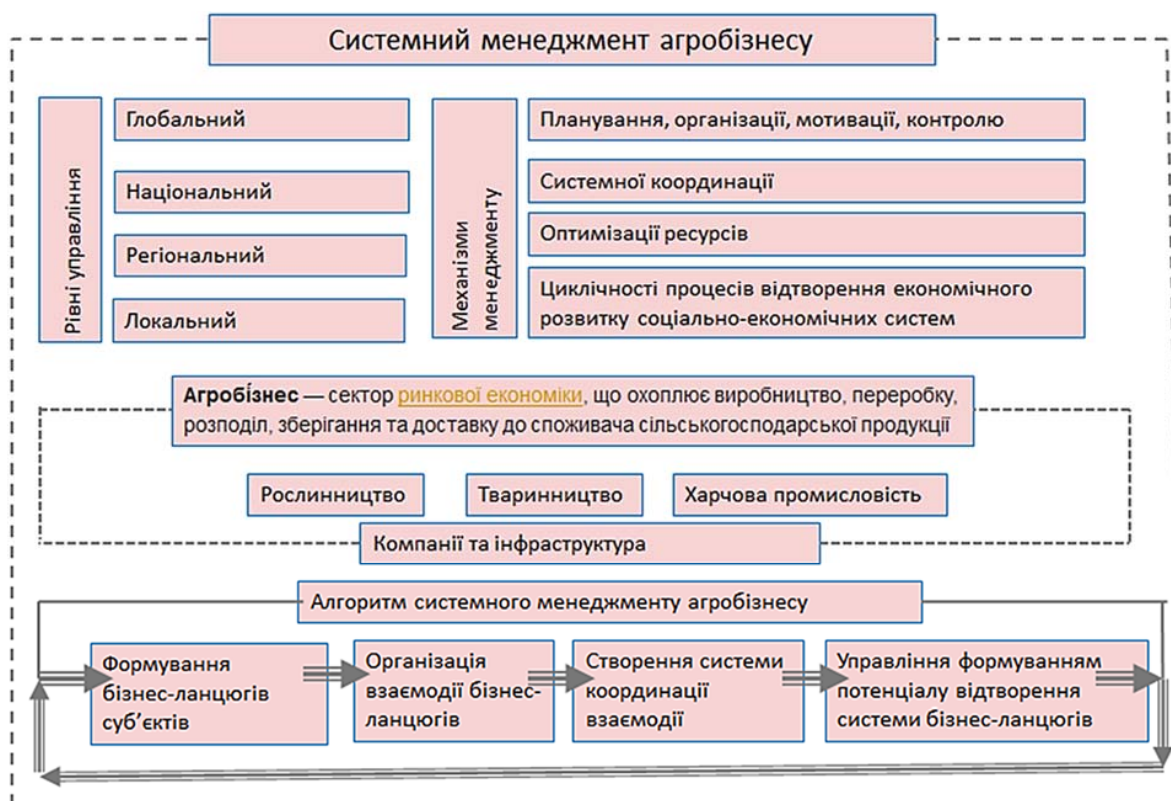 Системний менеджмент агробізнесу
Рівні управління
Глобальний
Національний
Регіональний
Локальний
Механізми
менеджменту
Планування, організації, мотивації, контролю
Системної координації
Оптимізації ресурсів
Циклічності процесів відтворення економічного
розвитку соціально-економічних систем
Агробі́знес — сектор ринкової економіки, що охоплює виробництво, переробку,
розподіл, зберігання та доставку до споживача сільськогосподарської продукції
Рослинництво
Тваринництво
Харчова промисловість
Компанії та інфраструктура
Алгоритм системного менеджменту агробізнесу
Формування
бізнес-ланцюгів
суб’єктів
Організація
взаємодії бізнес-
ланцюгів
Створення системи
координації
взаємодії
Управління формуванням
потенціалу відтворення
системи бізнес-ланцюгів